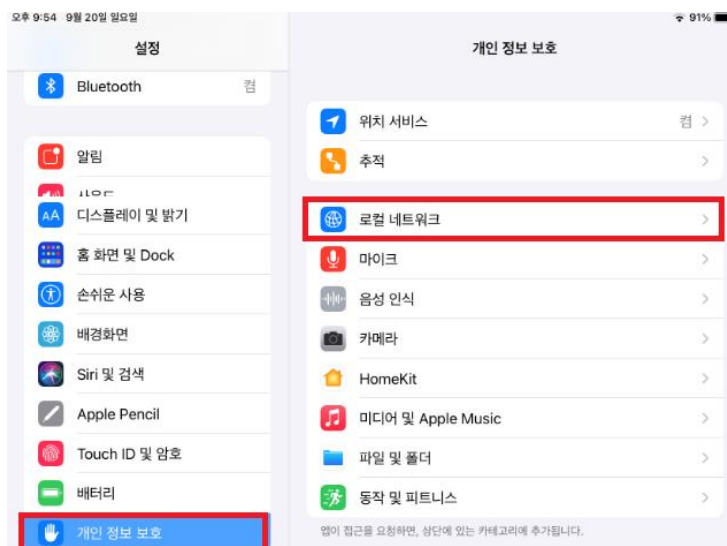 오후 9:54 9월 20일 일요일
91%
설정
Bluetooth 켬
알림
사운드
디스플레이 및 밝기
홈 화면 및 Dock
손쉬운 사용
배경화면
Siri 및 검색
Apple Pencil
Touch ID 및 암호
배터리
개인 정보 보호
개인 정보 보호
위치 서비스 켬
추적
로컬 네트워크
마이크
음성 인식
카메라
HomeKit
미디어 및 Apple Music
파일 및 폴더
동작 및 피트니스
앱이 접근을 요청하면, 상단에 있는 카테고리에 추가됩니다.